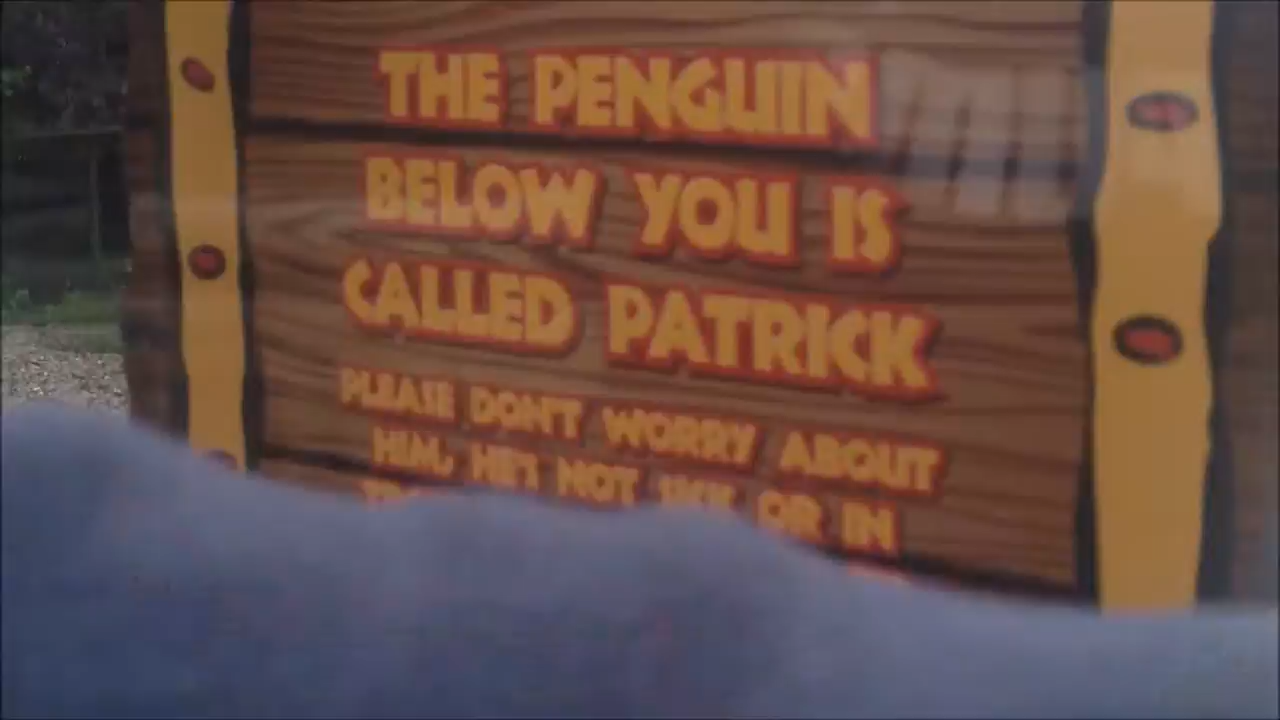 THE PENGUIN
BELOW YOU IS
CALLED PATRICK
PLEASE DON'T WORRY ABOUT
HIM, HE'S NOT SICK OR IN